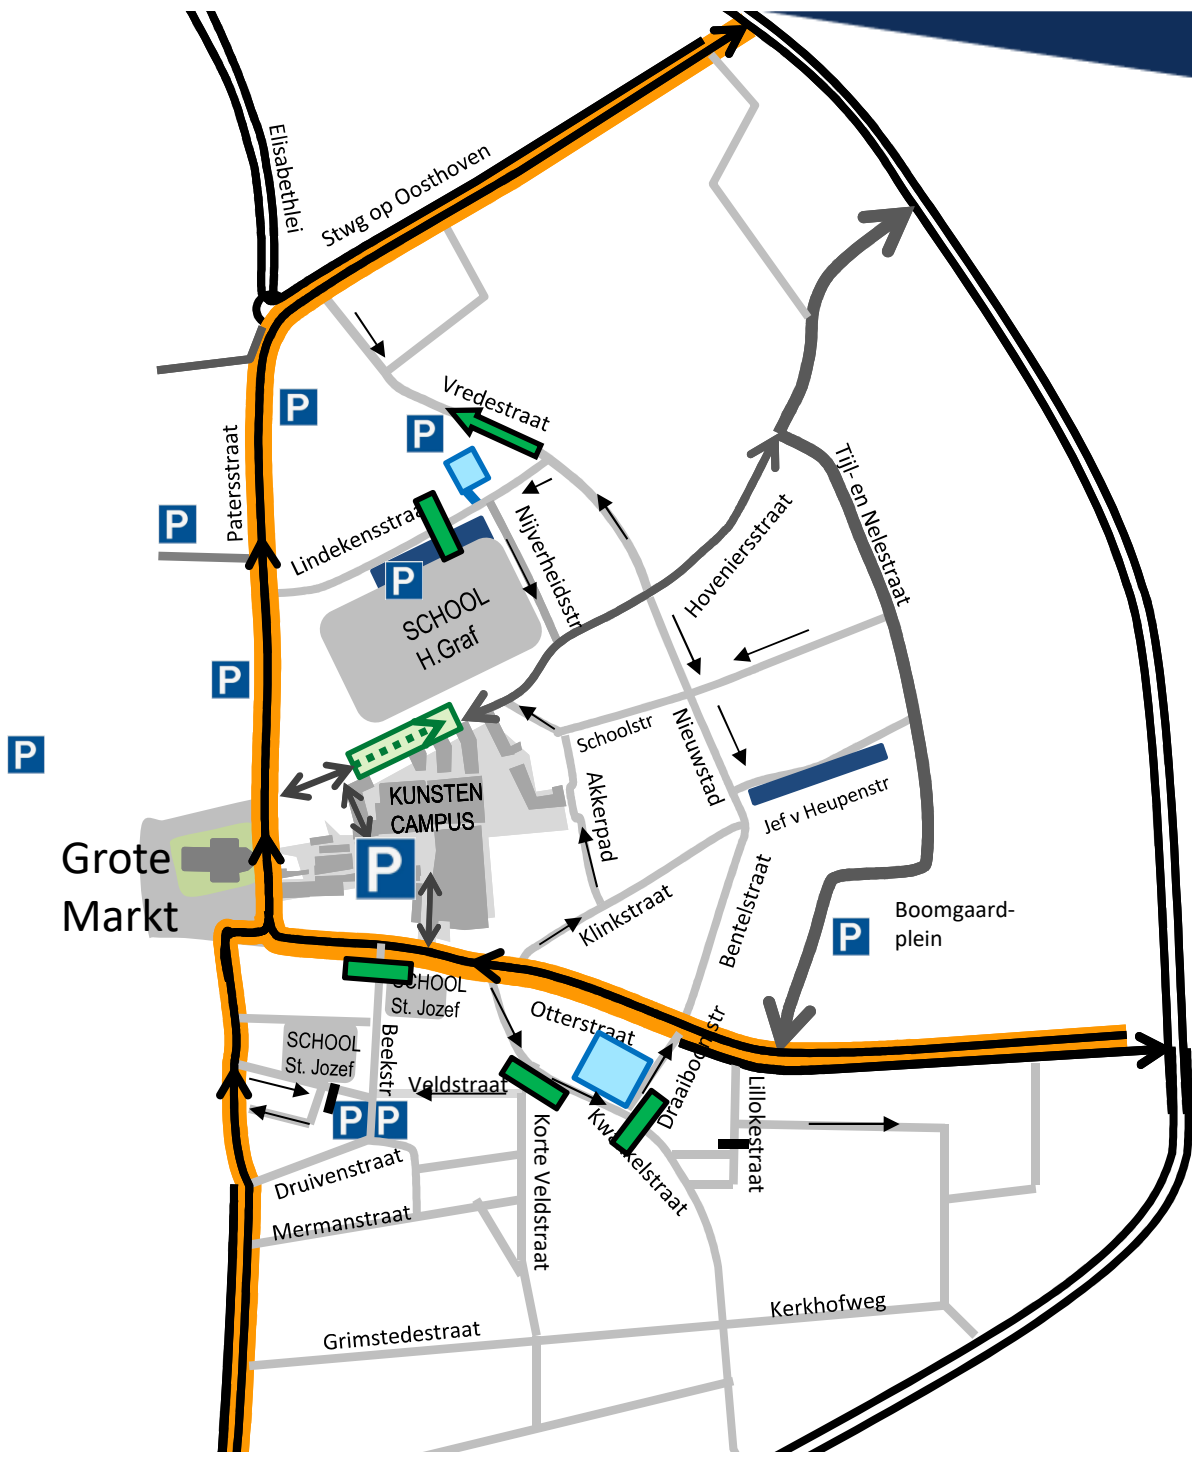 Elisabethlei
Stwg op Oosthoven
Vredestraat
P
P
Patersstraat
P
Lindekensstraat
P
Nijverheidsstr
Hoveniersstraat
Tijl- en Nelestraat
SCHOOL
H.Graf
P
P
Schoolstr
Nieuwstad
Jef v Heupenstr
Akkerpad
KUNSTEN
CAMPUS
P
Grote
Markt
Klinkstraat
Bentelstraat
P
Boomgaard-
plein
SCHOOL
St. Jozef
Otterstraat
SCHOOL
St. Jozef
Beekstr
Veldstraat
Draaiboomstr
Lillokestraat
P
P
Korte Veldstraat
Kwakkelstraat
Druivenstraat
Mermanstraat
Grimstedestraat
Kerkhofweg